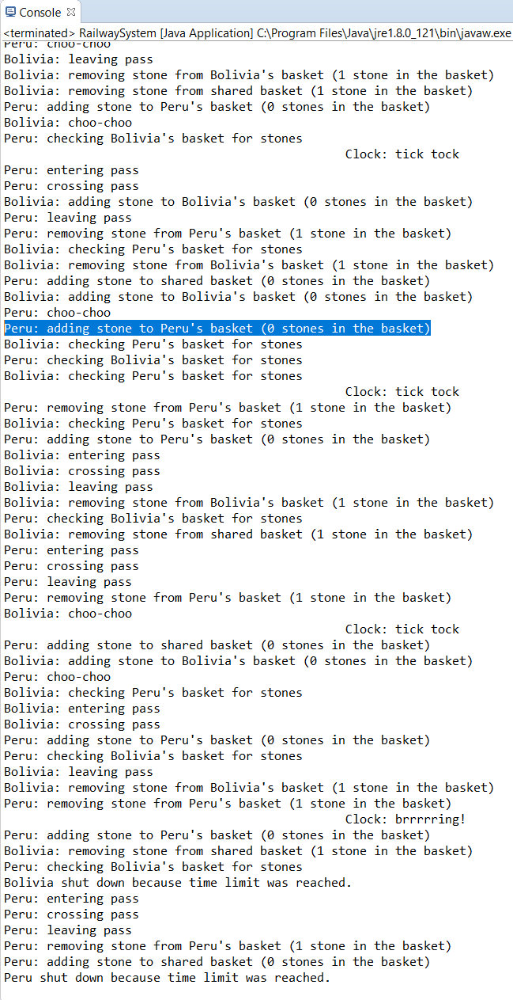 Console
<terminated> RailwaySystem [Java Application] C:\Program Files\Java\jre1.8.0_121\bin\javaw.exe
Peru: choo-choo
Bolivia: leaving pass
Bolivia: removing stone from Bolivia's basket (1 stone in the basket)
Bolivia: removing stone from shared basket (1 stone in the basket)
Peru: adding stone to Peru's basket (0 stones in the basket)
Bolivia: choo-choo
Peru: checking Bolivia's basket for stones
Clock: tick tock
Peru: entering pass
Peru: crossing pass
Bolivia: adding stone to Bolivia's basket (0 stones in the basket)
Peru: leaving pass
Peru: removing stone from Peru's basket (1 stone in the basket)
Bolivia: checking Peru's basket for stones
Bolivia: removing stone from Bolivia's basket (1 stone in the basket)
Peru: adding stone to shared basket (0 stones in the basket)
Bolivia: adding stone to Bolivia's basket (0 stones in the basket)
Peru: choo-choo
Peru: adding stone to Peru's basket (0 stones in the basket)
Bolivia: checking Peru's basket for stones
Peru: checking Bolivia's basket for stones
Bolivia: checking Peru's basket for stones
Clock: tick tock
Peru: removing stone from Peru's basket (1 stone in the basket)
Bolivia: checking Peru's basket for stones
Peru: adding stone to Peru's basket (0 stones in the basket)
Bolivia: entering pass
Bolivia: crossing pass
Bolivia: leaving pass
Bolivia: removing stone from Bolivia's basket (1 stone in the basket)
Peru: checking Bolivia's basket for stones
Bolivia: removing stone from shared basket (1 stone in the basket)
Peru: entering pass
Peru: crossing pass
Peru: leaving pass
Peru: removing stone from Peru's basket (1 stone in the basket)
Bolivia: choo-choo
Clock: tick tock
Peru: adding stone to shared basket (0 stones in the basket)
Bolivia: adding stone to Bolivia's basket (0 stones in the basket)
Peru: choo-choo
Bolivia: checking Peru's basket for stones
Bolivia: entering pass
Bolivia: crossing pass
Peru: adding stone to Peru's basket (0 stones in the basket)
Peru: checking Bolivia's basket for stones
Bolivia: leaving pass
Bolivia: removing stone from Bolivia's basket (1 stone in the basket)
Peru: removing stone from Peru's basket (1 stone in the basket)
Clock: brrrrring!
Peru: adding stone to Peru's basket (0 stones in the basket)
Bolivia: removing stone from shared basket (1 stone in the basket)
Peru: checking Bolivia's basket for stones
Bolivia shut down because time limit was reached.
Peru: entering pass
Peru: crossing pass
Peru: leaving pass
Peru: removing stone from Peru's basket (1 stone in the basket)
Peru: adding stone to shared basket (0 stones in the basket)
Peru shut down because time limit was reached.